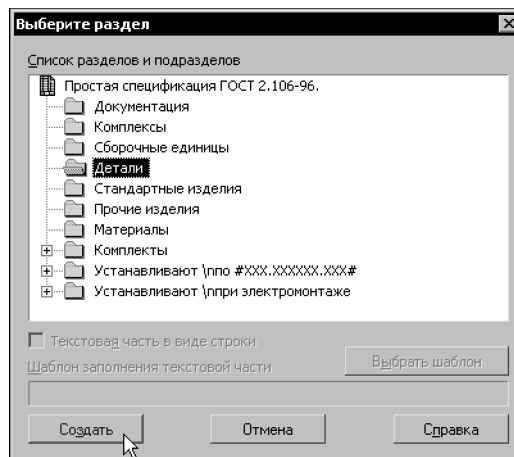 Выберите раздел
Список разделов и подразделов
Простая спецификация ГОСТ 2.106-96.
Документация
Комплексы
Сборочные единицы
Детали
Стандартные изделия
Прочие изделия
Материалы
Комплекты
Устанавливают \nпо #XXX.XXXXXX.XXX#
Устанавливают \nпри электромонтаже
Текстовая часть в виде строки
Шаблон заполнения текстовой части
Выбрать шаблон
Создать
Отмена
Справка